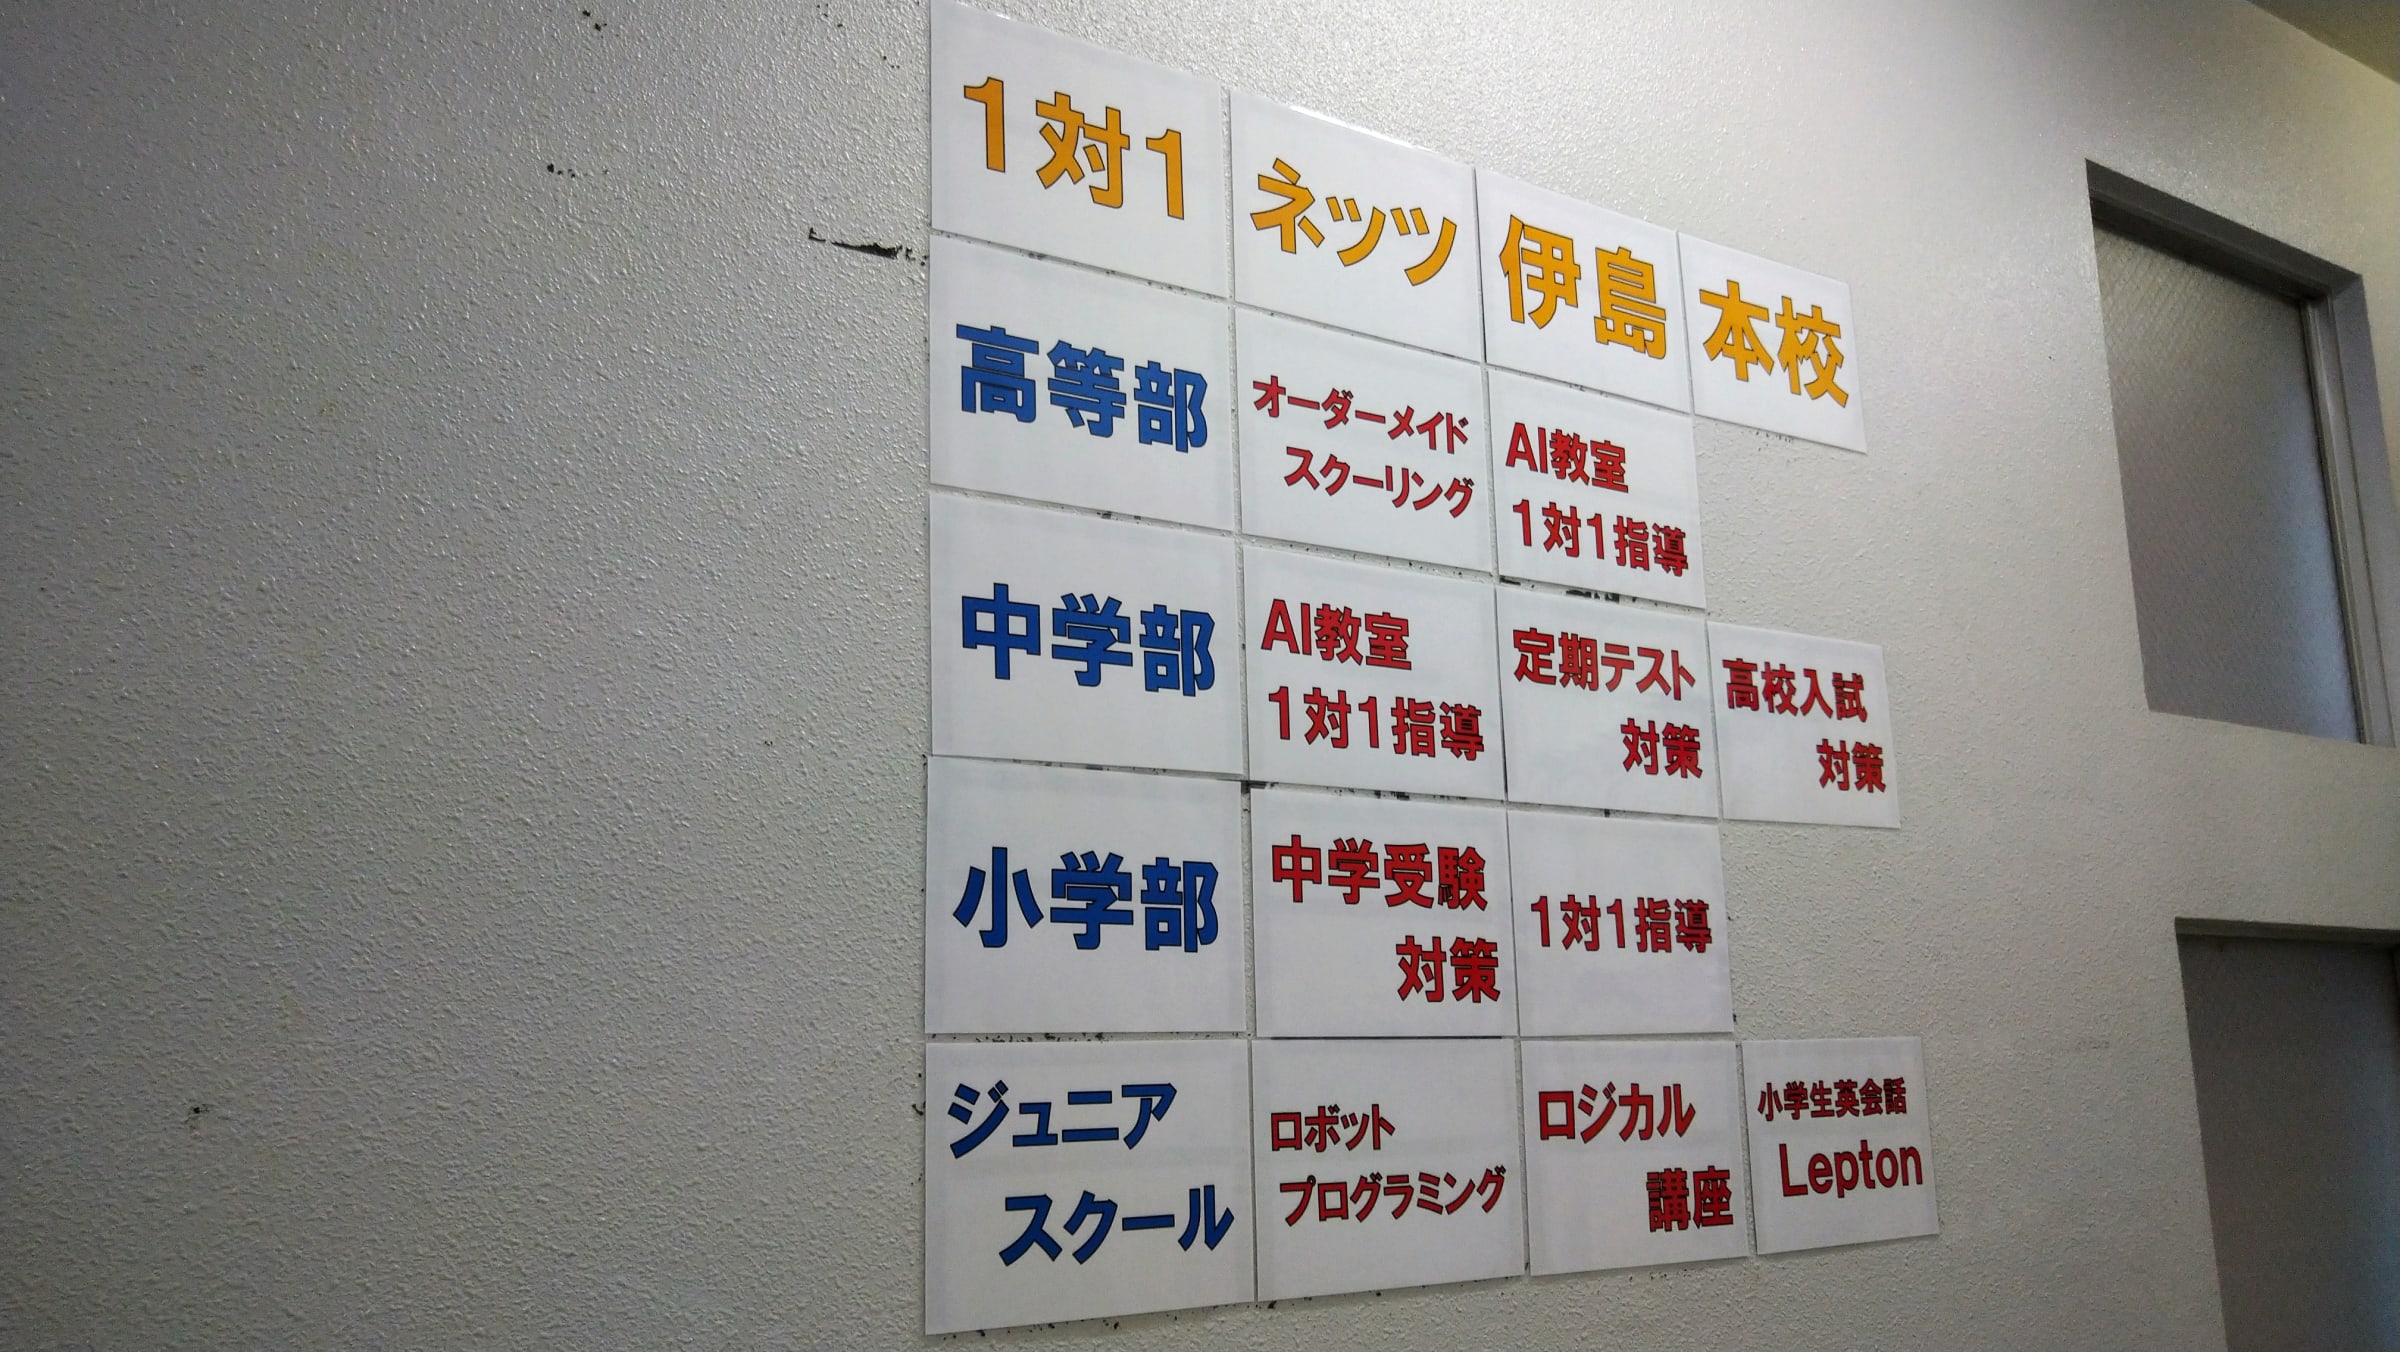 1対1 ネッツ 伊島 本校
高等部
オーダーメイド
スクーリング
AI教室
1対1指導
中学部
AI教室
1対1指導
定期テスト
対策
高校入試
対策
小学部
中学受験
対策
1対1指導
ジュニア
スクール
ロボット
プログラミング
ロジカル
講座
小学生英会話
Lepton